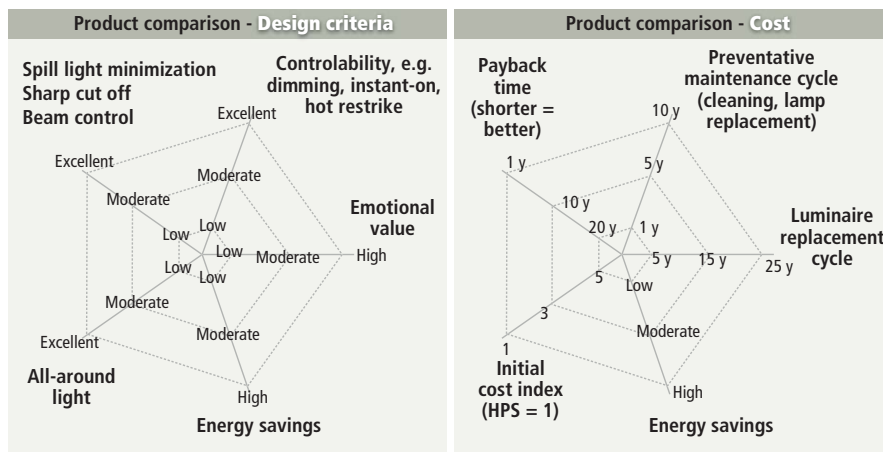 Product comparison - Design criteria
Spill light minimization
Sharp cut off
Beam control
Controlability, e.g.
dimming, instant-on,
hot restrike
Excellent
Excellent
Moderate
Moderate
Low
Low
Emotional
value
Low
Moderate
High
Low
Low
Moderate
Moderate
Excellent
All-around
light
High
Energy savings
Product comparison - Cost
Payback
time
(shorter =
better)
Preventative
maintenance cycle
(cleaning, lamp
replacement)
10 y
1 y
5 y
10 y
20 y
1 y
Luminaire
replacement
cycle
5 y
15 y
25 y
5
Low
3
Moderate
1
Initial
cost index
(HPS = 1)
High
Energy savings